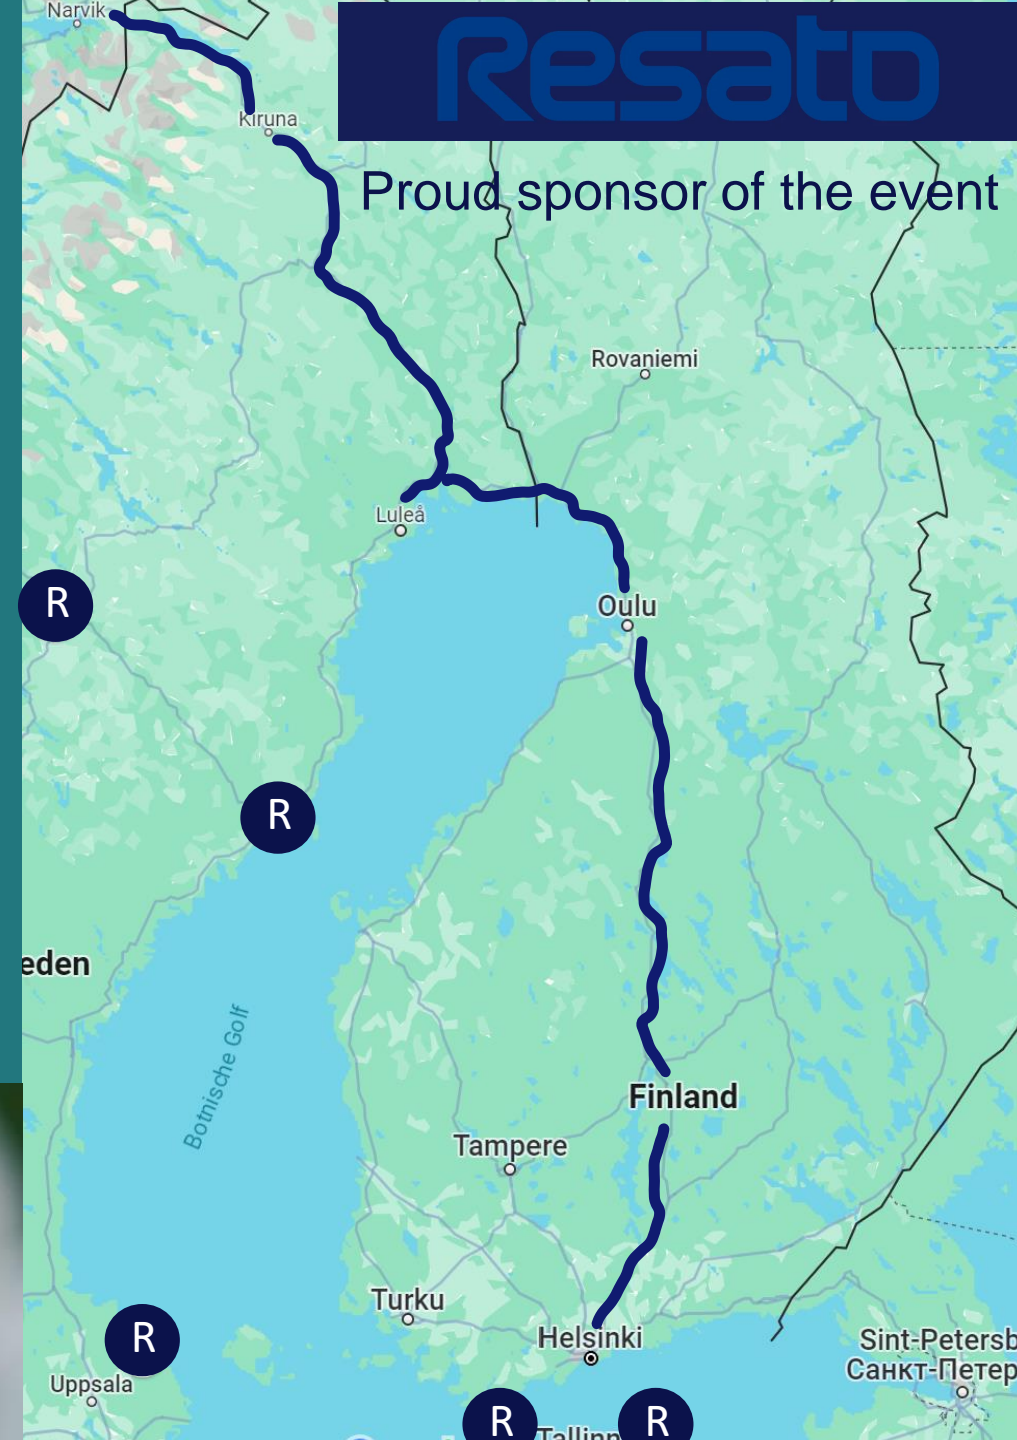 Narvik
Resato
Kiruna
Proud sponsor of the event
Rovaniemi
Luleå
R
Oulu
R
eden
Botnische Golf
Finland
Tampere
Turku
R
Helsinki
Sint-Petersb
Санкт-Петер
Uppsala
R
Tallinn
R